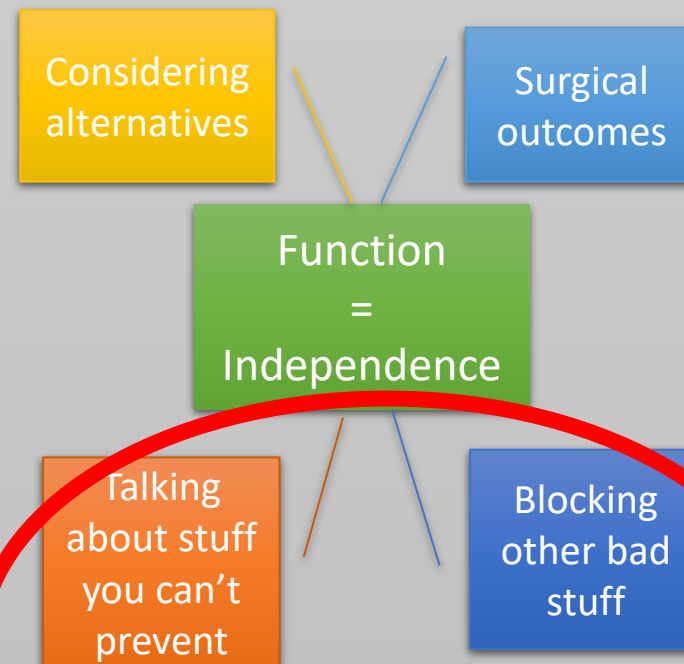 Considering
alternatives
Surgical
outcomes
Function
=
Independence
Talking
about stuff
you can’t
prevent
Blocking
other bad
stuff